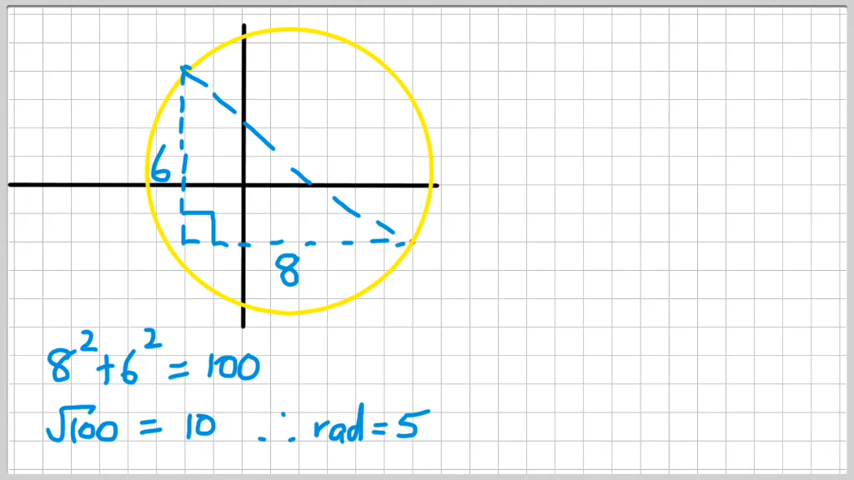 6
8
8² + 6² = 100
√100 = 10 ∴ rad = 5